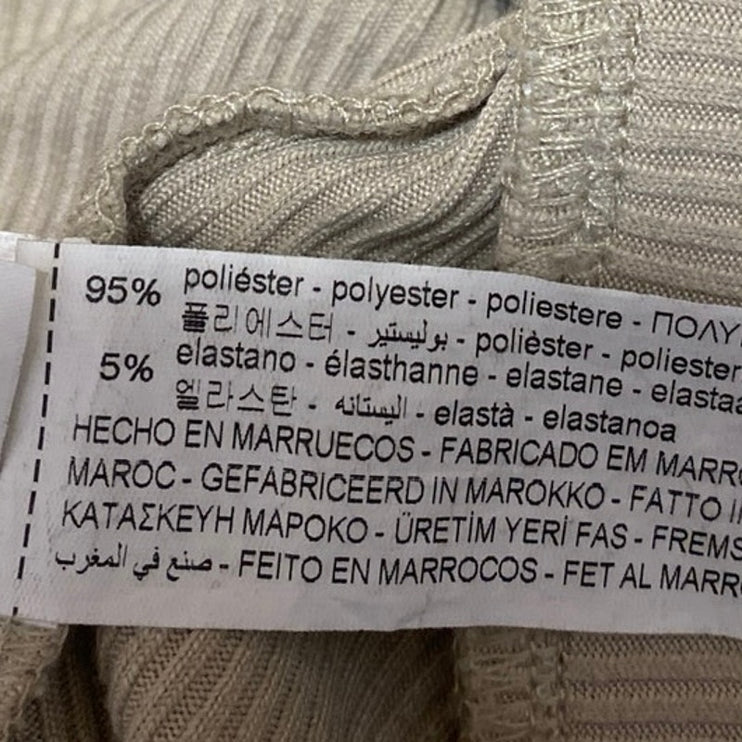 95% poliéster - polyester - poliestere - ΠΟΛΥ
폴리에스터 - بوليستير - polièster - poliester
5% elastano - élasthanne - elastane - elasta
엘라스탄 - اليستانه - elastà - elastanoa
HECHO EN MARRUECOS - FABRICADO EM MARR
MAROC - GEFABRICEERD IN MAROKKO - FATTO I
ΚΑΤΑΣΚΕΥΗ ΜΑΡΟΚΟ - ÜRETİM YERİ FAS - FREMS
صنع في المغرب - FEITO EN MARROCOS - FET AL MARR